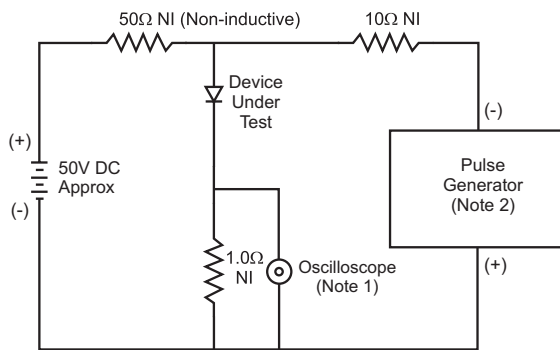 50Ω NI (Non-inductive)
10Ω NI
Device
Under
Test
(-)
(+)
50V DC
Approx
(-)
Pulse
Generator
(Note 2)
1.0Ω
NI
Oscilloscope
(Note 1)
(+)